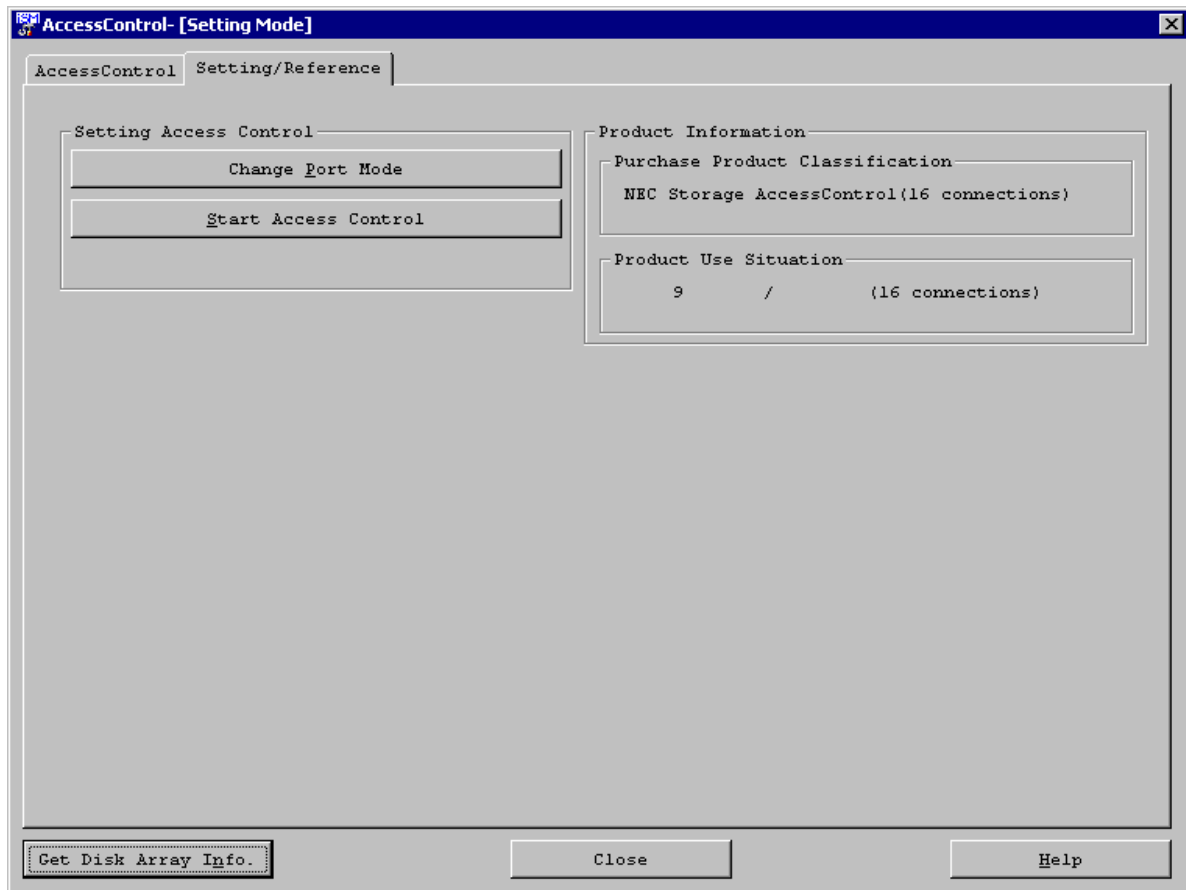 AccessControl- [Setting Mode]
AccessControl
Setting/Reference
Setting Access Control
Change Port Mode
Start Access Control
Product Information
Purchase Product Classification
NEC Storage AccessControl(16 connections)
Product Use Situation
9 / (16 connections)
Get Disk Array Info.
Close
Help